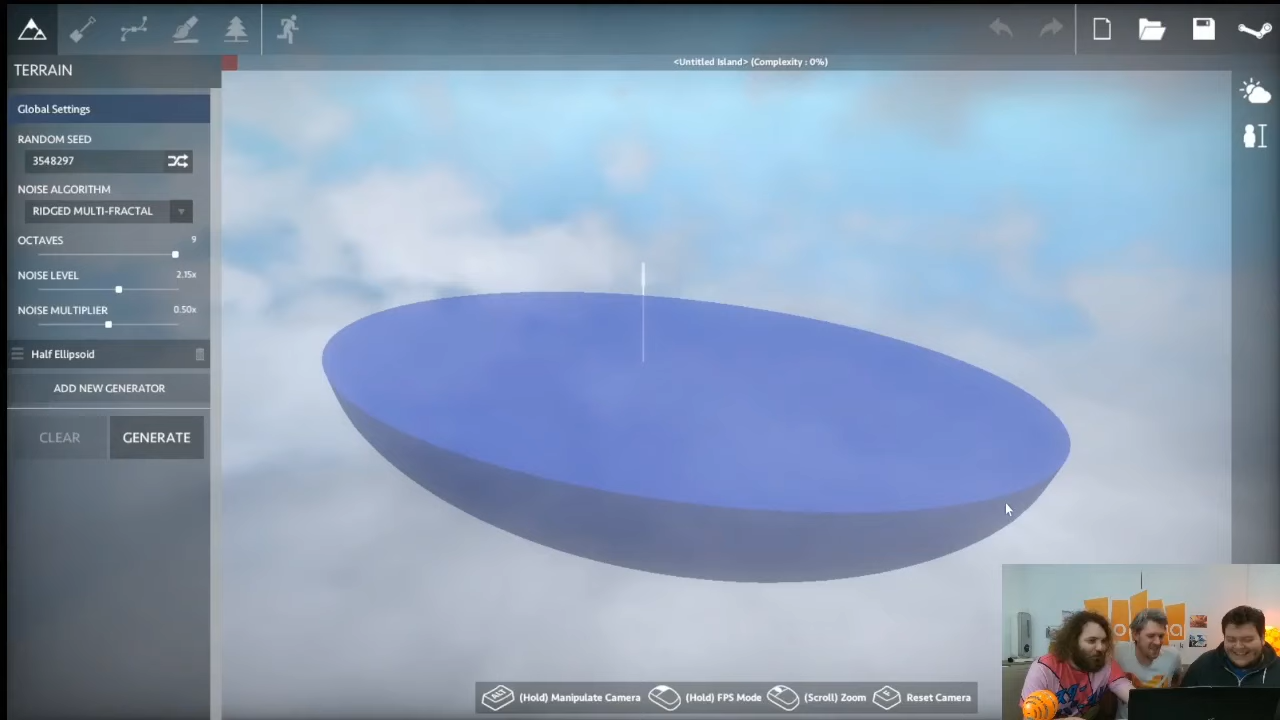 <Untitled Island> (Complexity : 0%)
TERRAIN
Global Settings
RANDOM SEED
3548297
NOISE ALGORITHM
RIDGED MULTI-FRACTAL
OCTAVES 9
NOISE LEVEL 2.15x
NOISE MULTIPLIER 0.50x
Half Ellipsoid
ADD NEW GENERATOR
CLEAR GENERATE
(Hold) Manipulate Camera (Hold) FPS Mode (Scroll) Zoom Reset Camera